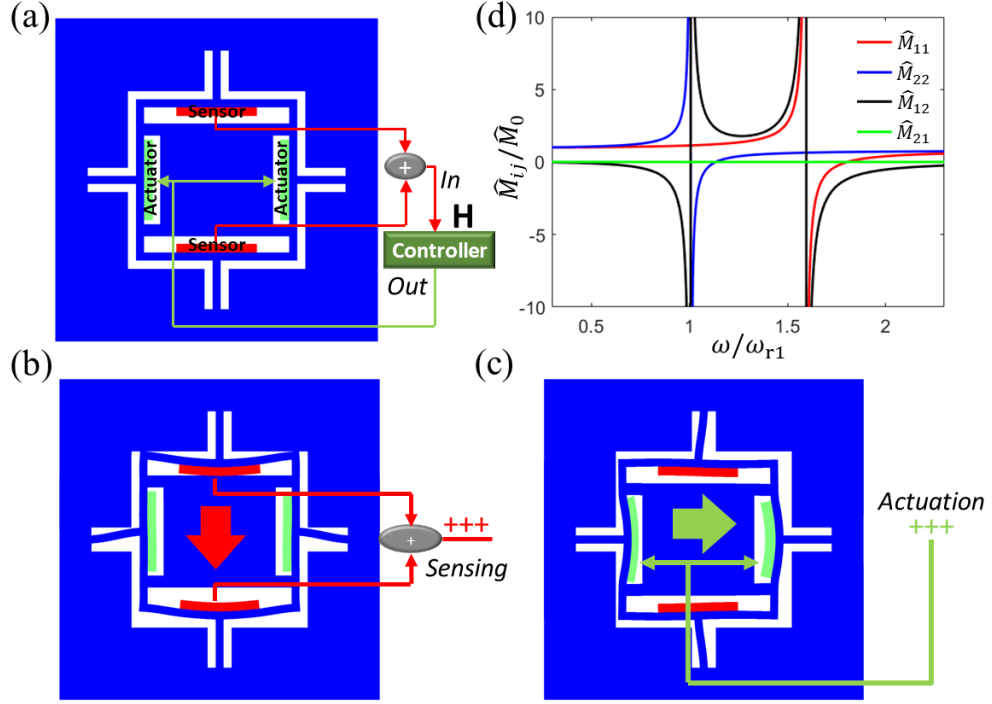 (a)
Sensor
Actuator
Actuator
Sensor
+
In
H
Controller
Out
(d)
10
5
0
-5
-10
0.5
1
1.5
2
M̂ij/M̂0
ω/ωr1
M̂11
M̂22
M̂12
M̂21
(b)
+
+++
Sensing
(c)
Actuation
+++